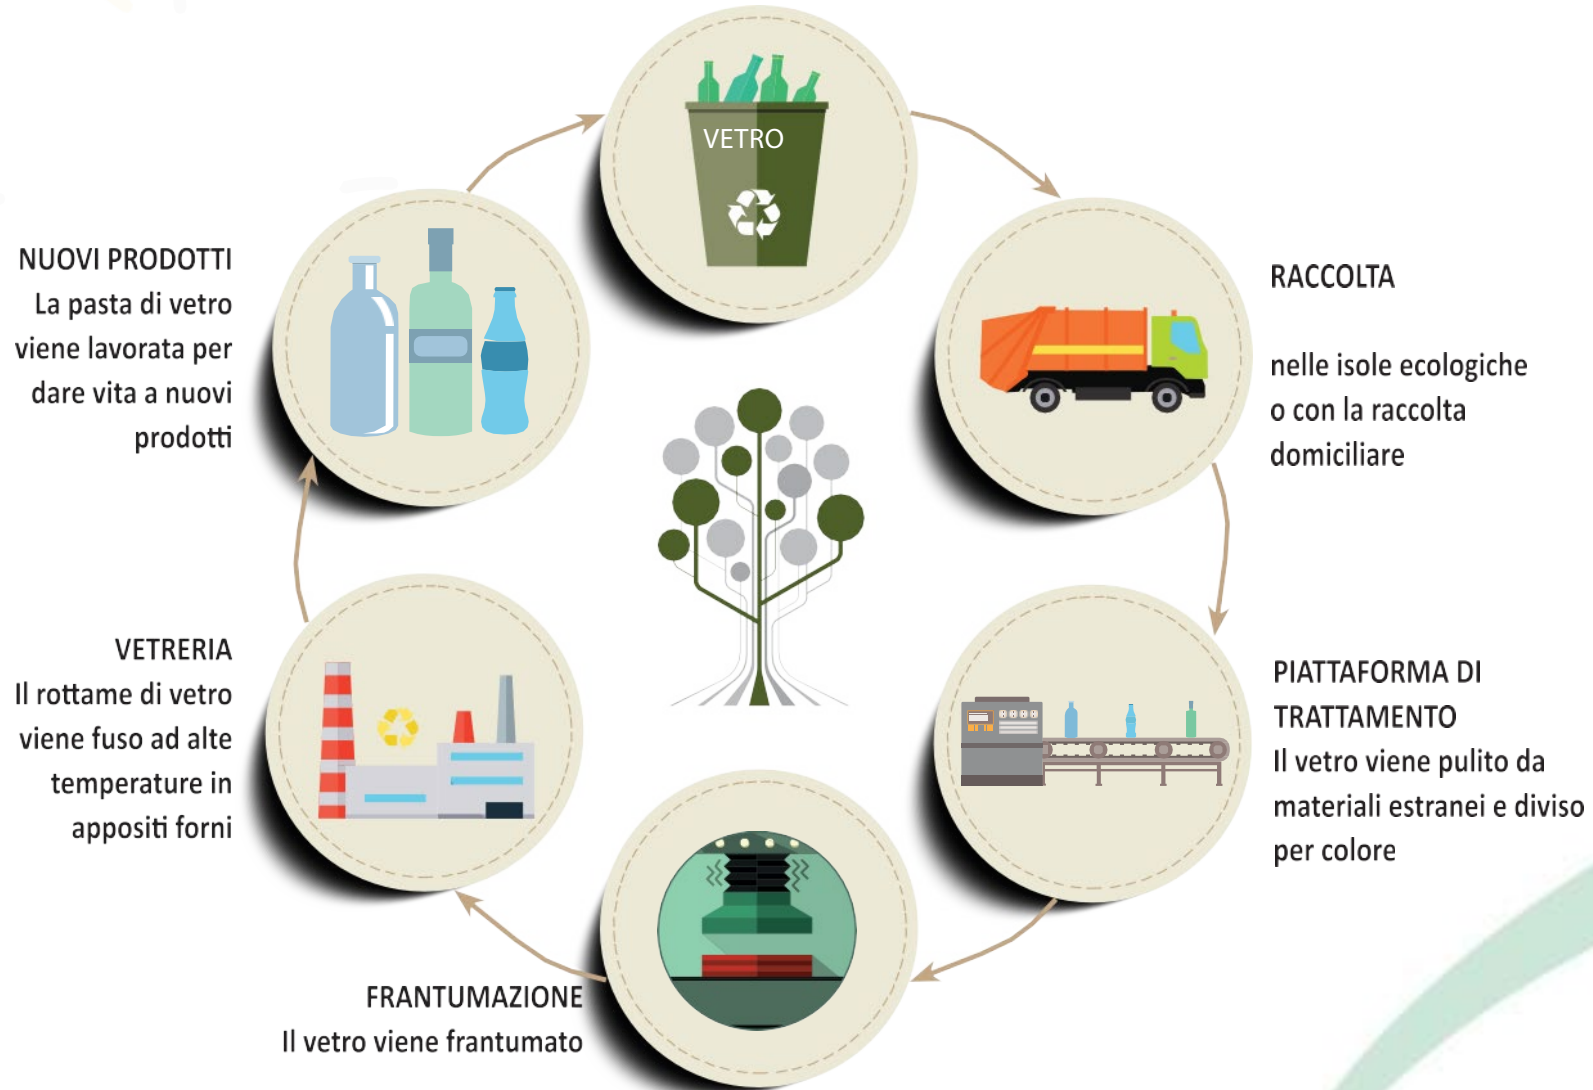 VETRO
RACCOLTA
nelle isole ecologiche
o con la raccolta
domiciliare
PIATTAFORMA DI
TRATTAMENTO
Il vetro viene pulito da
materiali estranei e diviso
per colore
FRANTUMAZIONE
Il vetro viene frantumato
VETRERIA
Il rottame di vetro
viene fuso ad alte
temperature in
appositi forni
NUOVI PRODOTTI
La pasta di vetro
viene lavorata per
dare vita a nuovi
prodotti